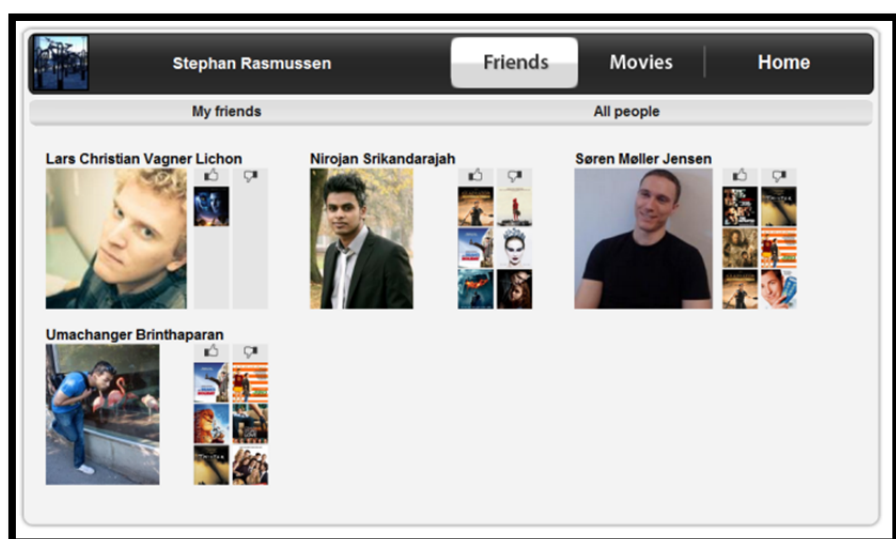 Stephan Rasmussen Friends Movies Home
My friends All people
Lars Christian Vagner Lichon Nirojan Srikandarajah Søren Møller Jensen
Umachanger Brinthaparan